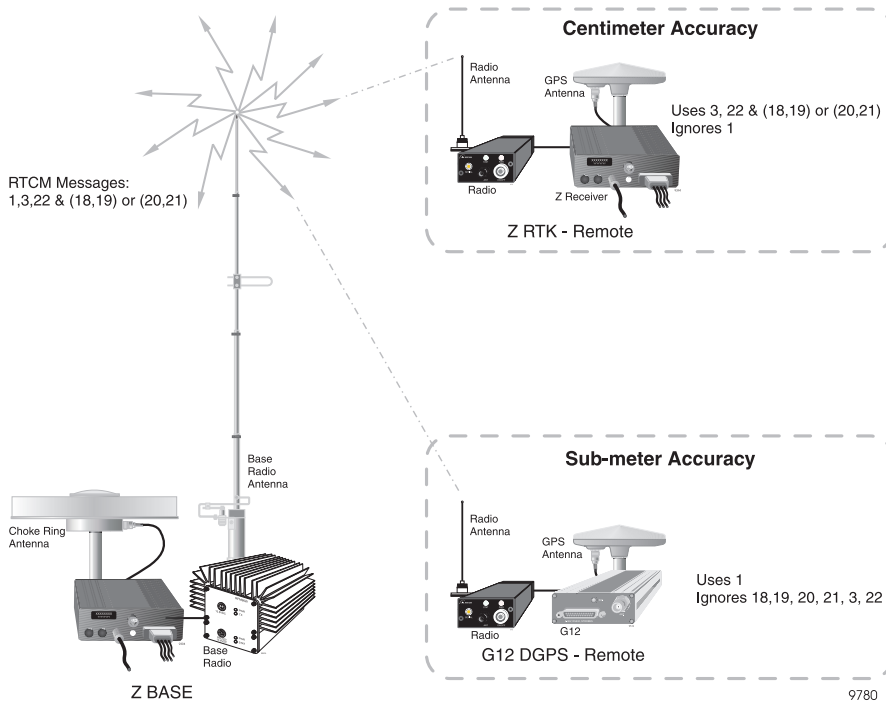 Centimeter Accuracy
Radio
Antenna
GPS
Antenna
Uses 3, 22 & (18,19) or (20,21)
Ignores 1
Radio
Z Receiver
Z RTK - Remote
RTCM Messages:
1,3,22 & (18,19) or (20,21)
Base
Radio
Antenna
Choke Ring
Antenna
Base
Radio
Z BASE
Sub-meter Accuracy
Radio
Antenna
GPS
Antenna
Uses 1
Ignores 18,19, 20, 21, 3, 22
Radio
G12
G12 DGPS - Remote
9780